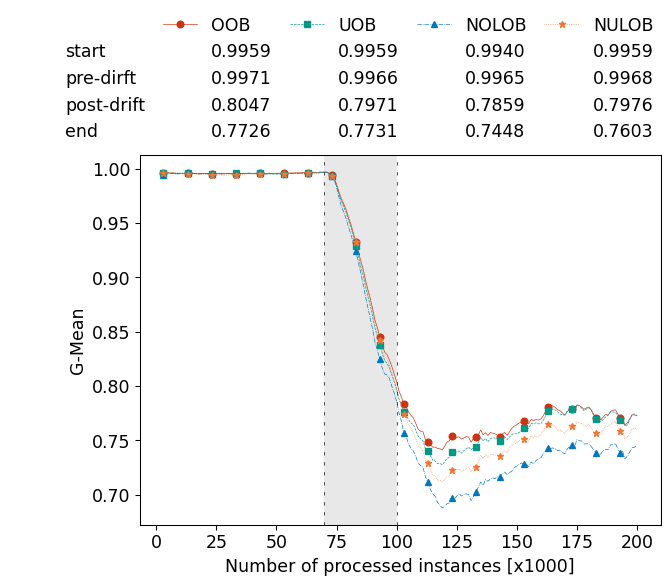 OOB UOB NOLOB NULOB
start 0.9959 0.9959 0.9940 0.9959
pre-dirft 0.9971 0.9966 0.9965 0.9968
post-drift 0.8047 0.7971 0.7859 0.7976
end 0.7726 0.7731 0.7448 0.7603
1.00
0.95
0.90
0.85
0.80
0.75
0.70
G-Mean
0 25 50 75 100 125 150 175 200
Number of processed instances [x1000]